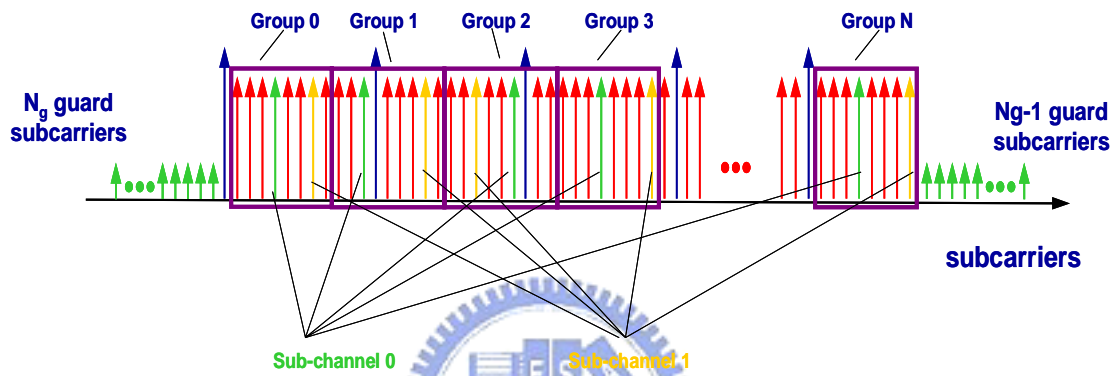 Group 0
Group 1
Group 2
Group 3
Group N
Ng guard
subcarriers
Ng-1 guard
subcarriers
subcarriers
Sub-channel 0
Sub-channel 1
ES